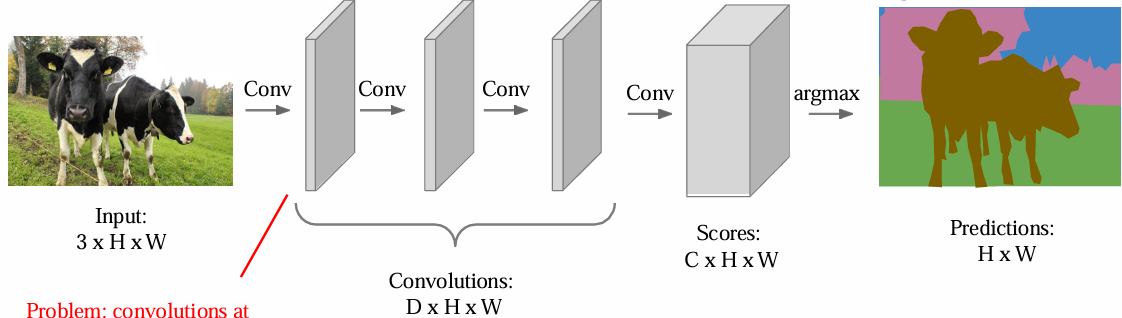 Conv
Conv
Conv
Conv
argmax
Input:
3 x H x W
Convolutions:
D x H x W
Scores:
C x H x W
Predictions:
H x W
Problem: convolutions at